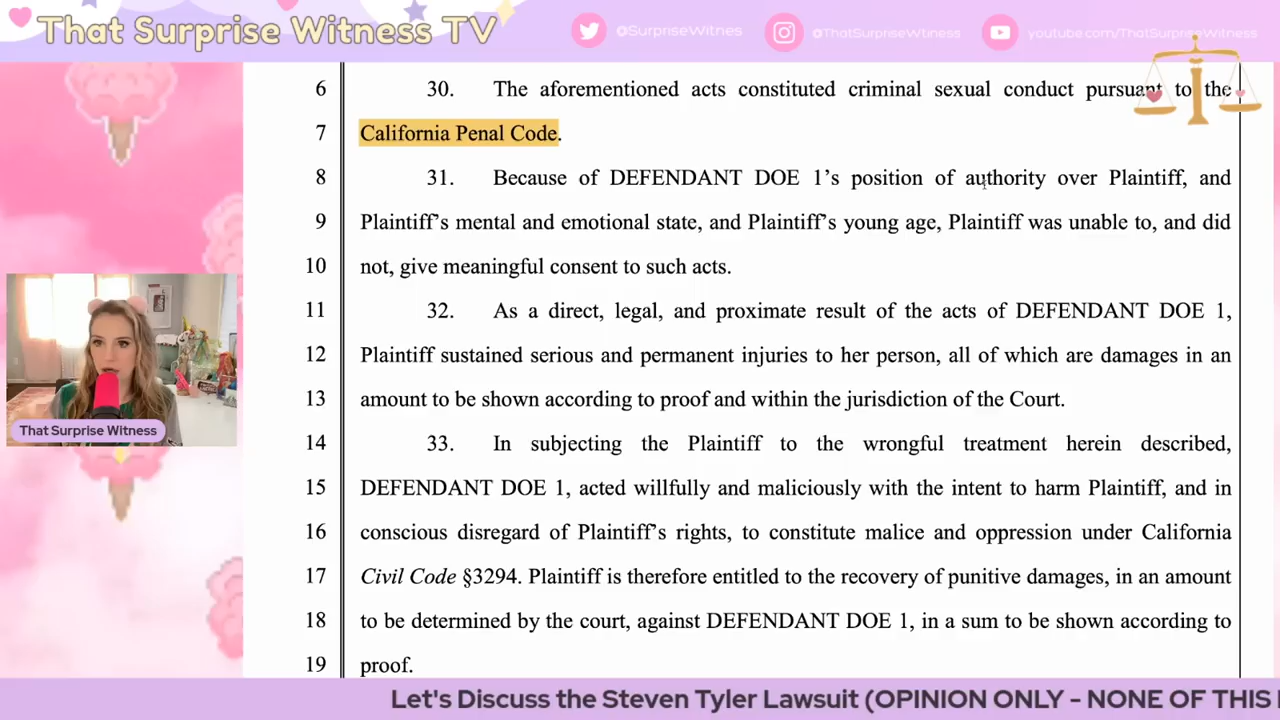 That Surprise Witness TV
@SurpriseWitnes
@ThatSurpriseWtiness
youtube.com/ThatSurpriseWitness
6 30. The aforementioned acts constituted criminal sexual conduct pursuant to the
7 California Penal Code.
8 31. Because of DEFENDANT DOE 1’s position of authority over Plaintiff, and
9 Plaintiff’s mental and emotional state, and Plaintiff’s young age, Plaintiff was unable to, and did
10 not, give meaningful consent to such acts.
11 32. As a direct, legal, and proximate result of the acts of DEFENDANT DOE 1,
12 Plaintiff sustained serious and permanent injuries to her person, all of which are damages in an
13 amount to be shown according to proof and within the jurisdiction of the Court.
14 33. In subjecting the Plaintiff to the wrongful treatment herein described,
15 DEFENDANT DOE 1, acted willfully and maliciously with the intent to harm Plaintiff, and in
16 conscious disregard of Plaintiff’s rights, to constitute malice and oppression under California
17 Civil Code §3294. Plaintiff is therefore entitled to the recovery of punitive damages, in an amount
18 to be determined by the court, against DEFENDANT DOE 1, in a sum to be shown according to
19 proof.
That Surprise Witness
Let's Discuss the Steven Tyler Lawsuit (OPINION ONLY - NONE OF THIS